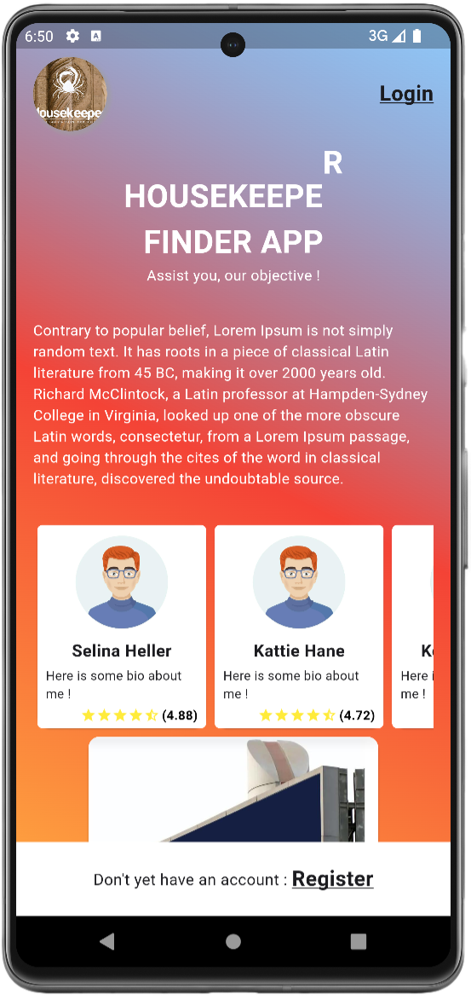 6:50
A
3G
Housekeepe
Login
R
HOUSEKEEPE
FINDER APP
Assist you, our objective !
Contrary to popular belief, Lorem Ipsum is not simply
random text. It has roots in a piece of classical Latin
literature from 45 BC, making it over 2000 years old.
Richard McClintock, a Latin professor at Hampden-Sydney
College in Virginia, looked up one of the more obscure
Latin words, consectetur, from a Lorem Ipsum passage,
and going through the cites of the word in classical
literature, discovered the undoubtable source.
Selina Heller
Here is some bio about
me !
(4.88)
Kattie Hane
Here is some bio about
me !
(4.72)
Ke
Here i
me !
Don't yet have an account : Register